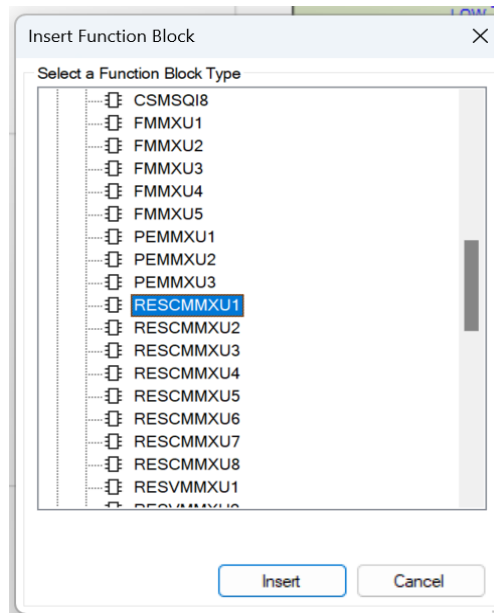 Insert Function Block
Select a Function Block Type
CSMSQI8
FMMXU1
FMMXU2
FMMXU3
FMMXU4
FMMXU5
PEMMXU1
PEMMXU2
PEMMXU3
RESCMMXU1
RESCMMXU2
RESCMMXU3
RESCMMXU4
RESCMMXU5
RESCMMXU6
RESCMMXU7
RESCMMXU8
RESVMMXU1
Insert Cancel